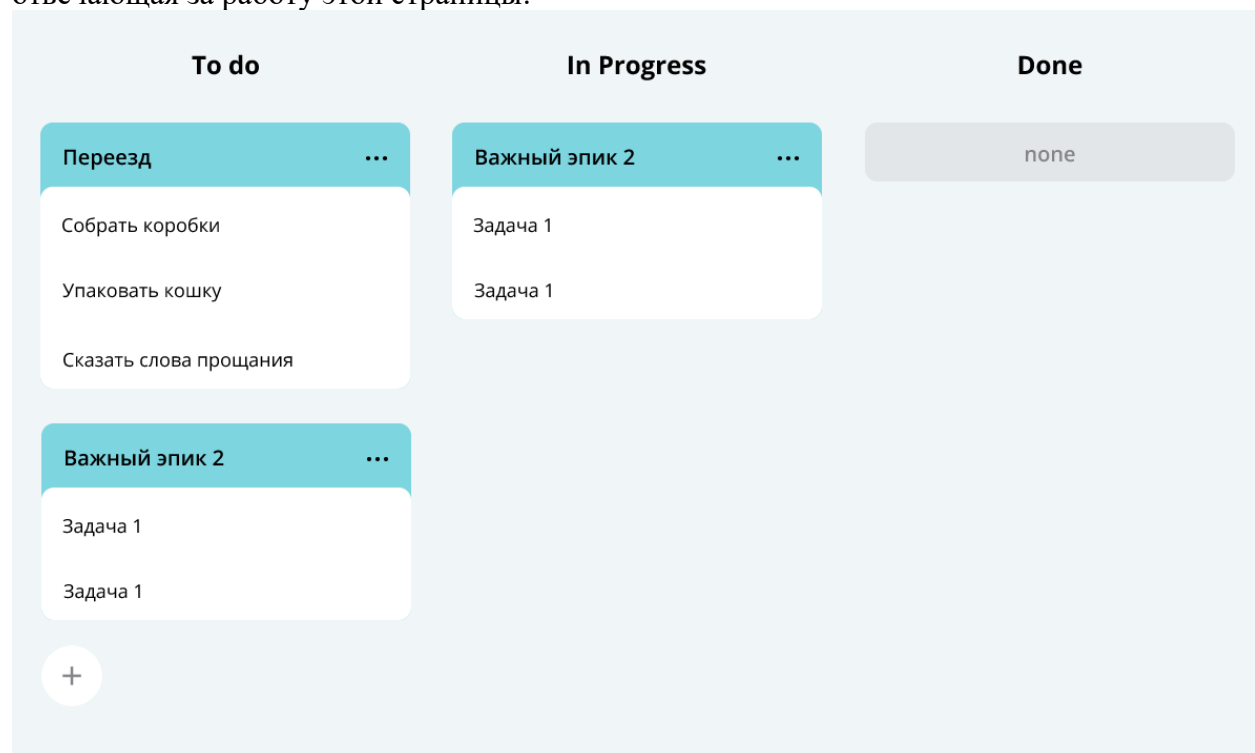 отвечающая за работу этой страницы.
To do
In Progress
Done
Переезд ...
Собрать коробки
Упаковать кошку
Сказать слова прощания
Важный эпик 2 ...
Задача 1
Задача 1
+
Важный эпик 2 ...
Задача 1
Задача 1
none